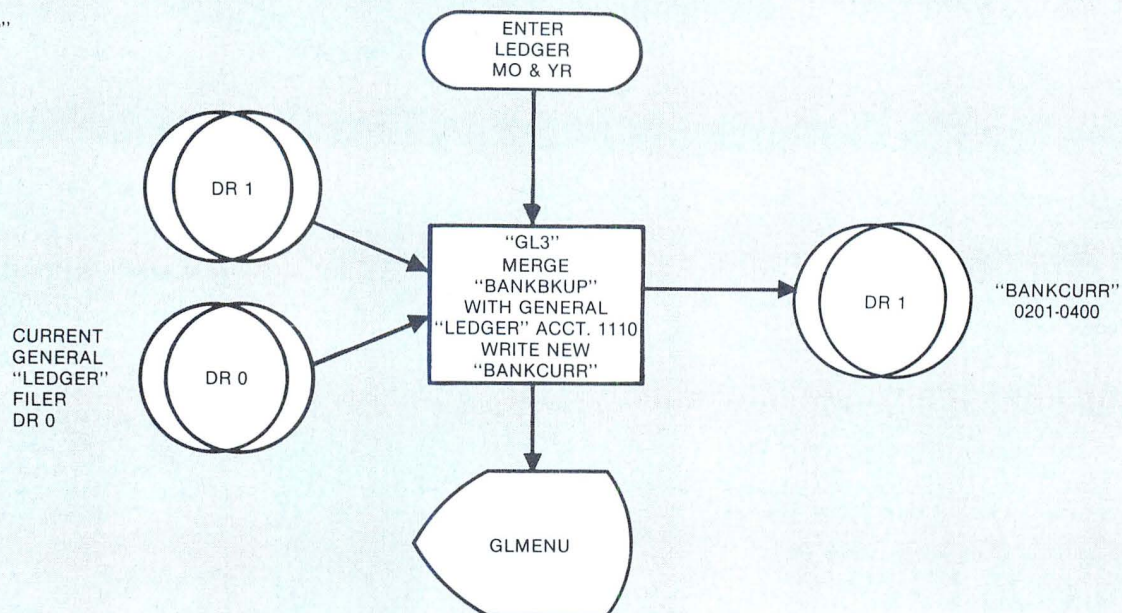 ENTER
LEDGER
MO & YR
DR 1
"GL3"
MERGE
"BANKBKUP"
WITH GENERAL
"LEDGER" ACCT. 1110
WRITE NEW
"BANKCURR"
DR 1
"BANKCURR"
0201-0400
CURRENT
GENERAL
"LEDGER"
FILER
DR 0
DR 0
GLMENU